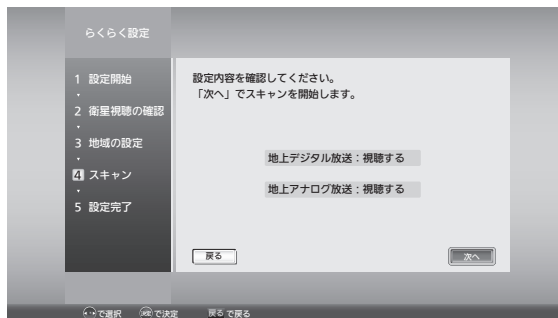 らくらく設定
1 設定開始
2 衛星視聴の確認
3 地域の設定
4 スキャン
5 設定完了
設定内容を確認してください。
「次へ」でスキャンを開始します。
地上デジタル放送：視聴する
地上アナログ放送：視聴する
戻る
次へ
で選択 決定で決定 戻るで戻る